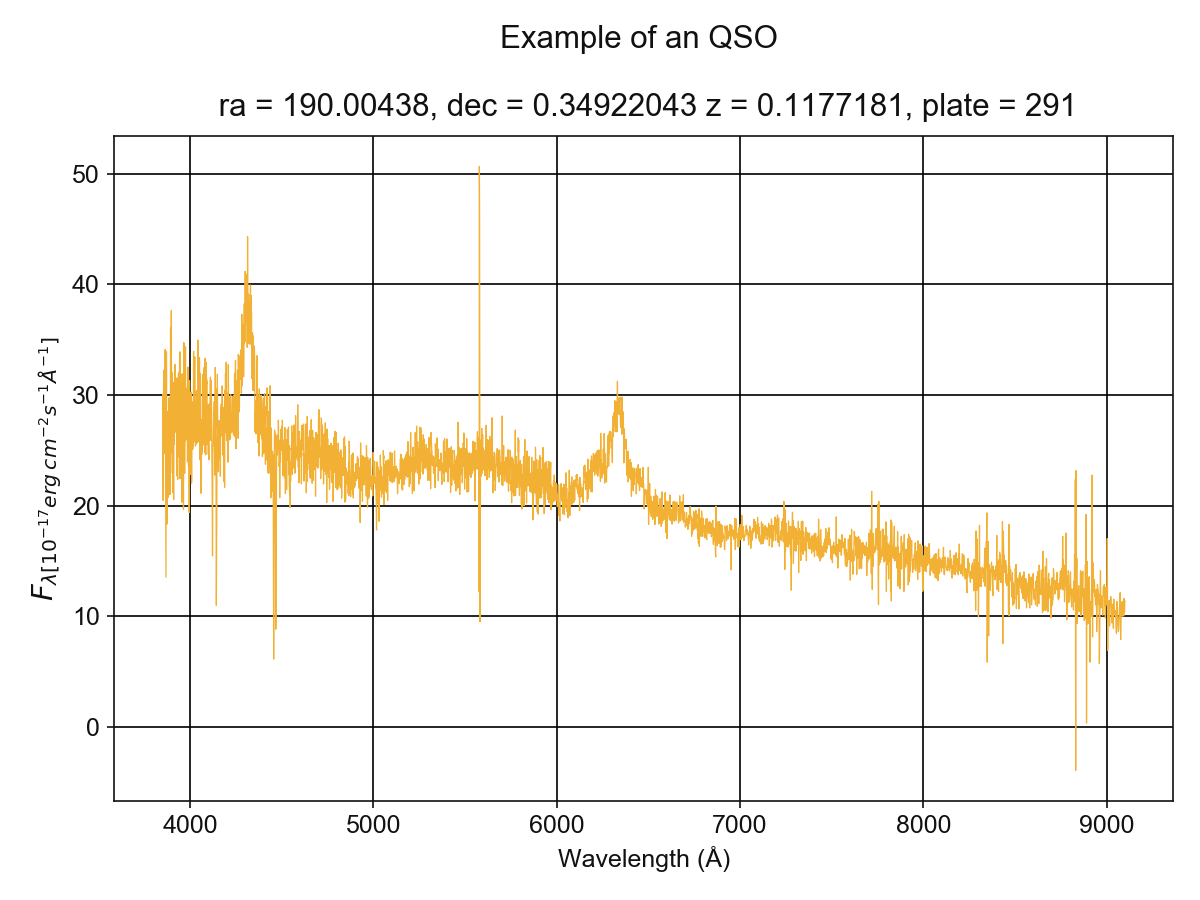 Example of an QSO
ra = 190.00438, dec = 0.34922043 z = 0.1177181, plate = 291
50
40
30
20
10
0
F_{λ[10^{−17} erg cm^{−2} s^{−1} Å^{−1}]}
4000 5000 6000 7000 8000 9000
Wavelength (Å)